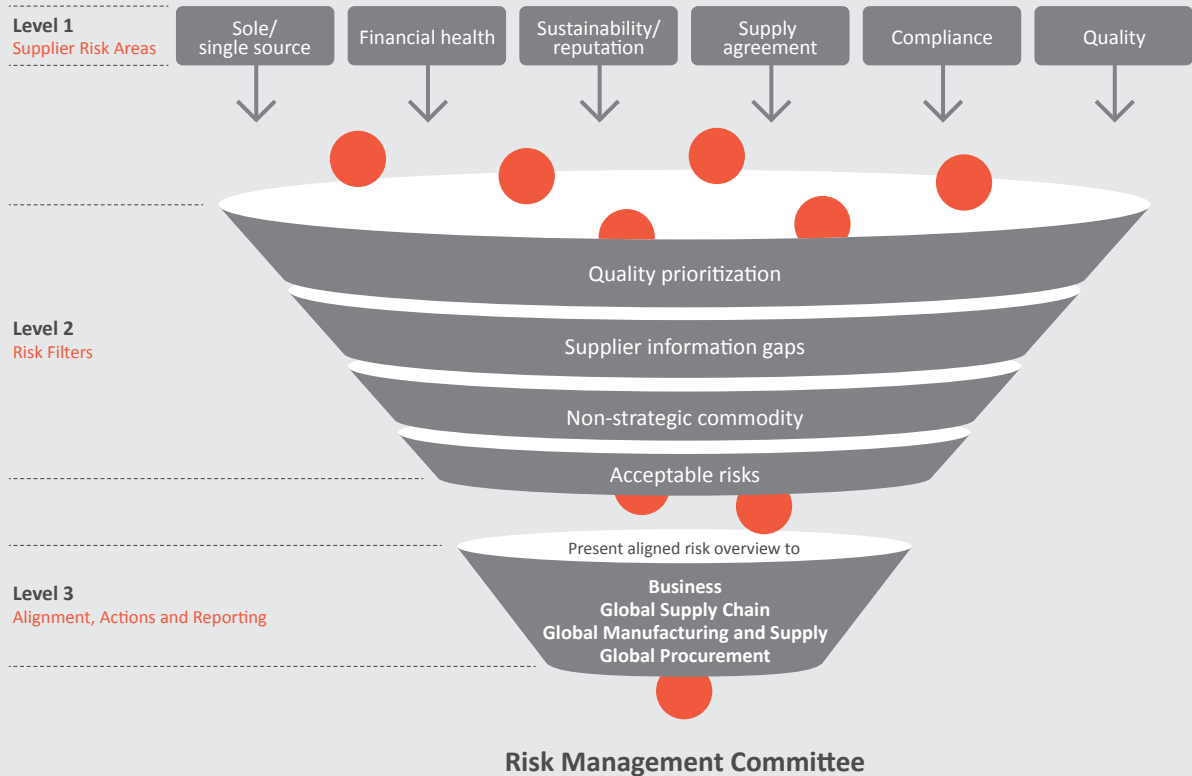 Level 1
Supplier Risk Areas
Sole/
single source
Financial health
Sustainability/
reputation
Supply
agreement
Compliance
Quality
Level 2
Risk Filters
Quality prioritization
Supplier information gaps
Non-strategic commodity
Acceptable risks
Level 3
Alignment, Actions and Reporting
Present aligned risk overview to
Business
Global Supply Chain
Global Manufacturing and Supply
Global Procurement
Risk Management Committee